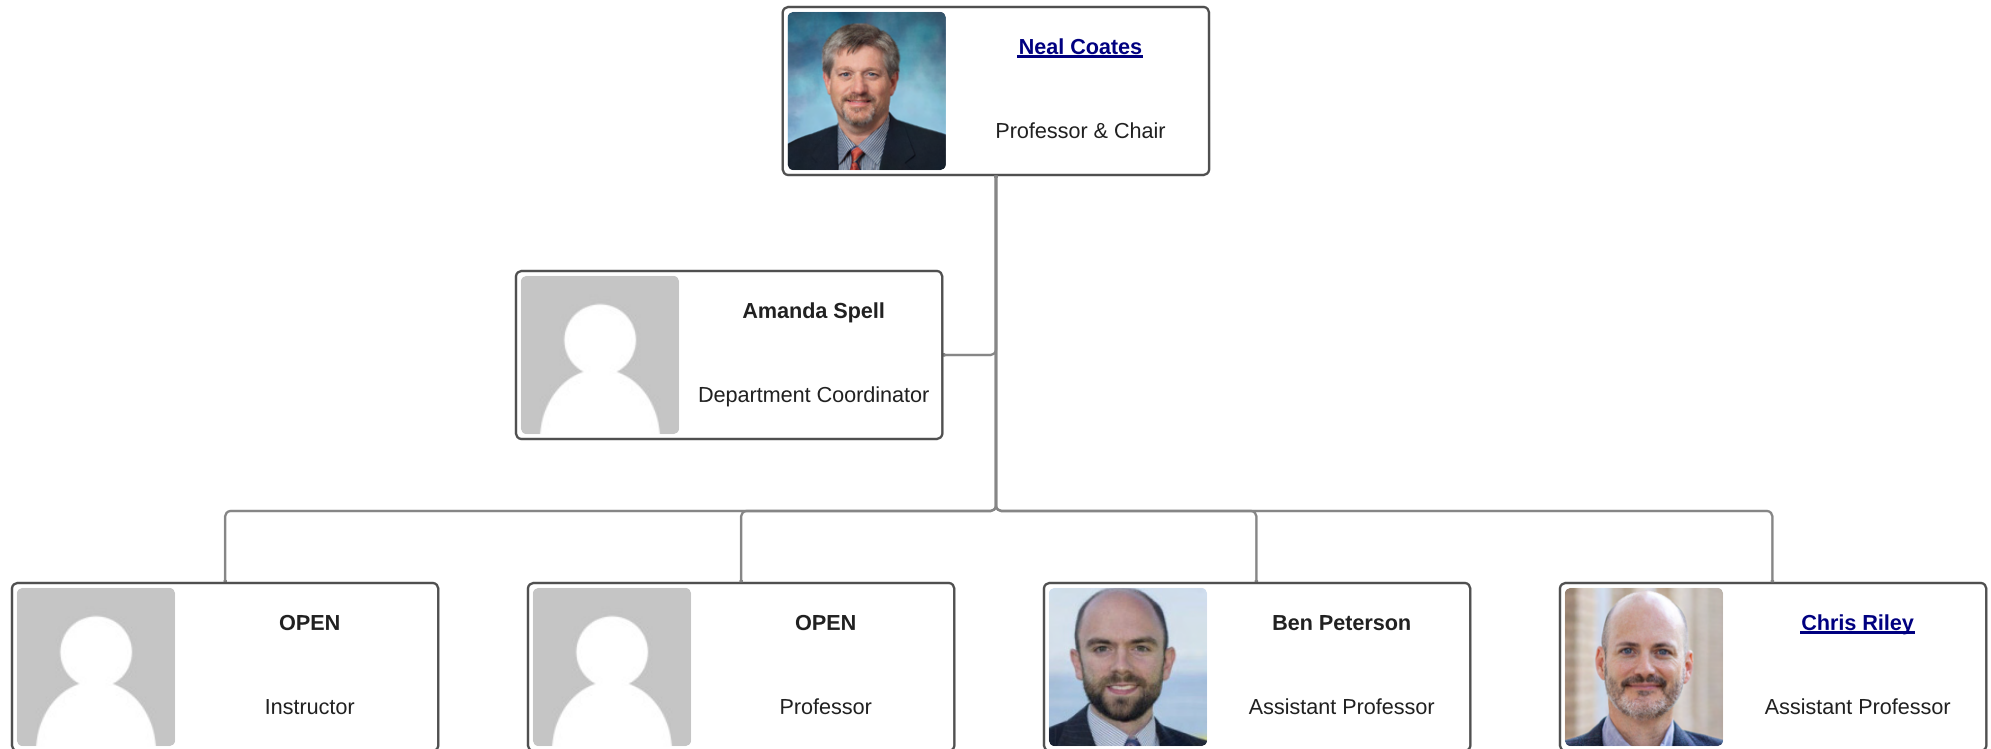 Neal Coates
Professor & Chair
Amanda Spell
Department Coordinator
OPEN
Instructor
OPEN
Professor
Ben Peterson
Assistant Professor
Chris Riley
Assistant Professor